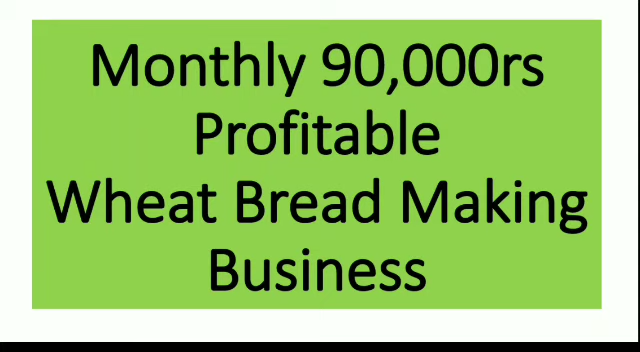 Monthly 90,000rs
Profitable
Wheat Bread Making
Business